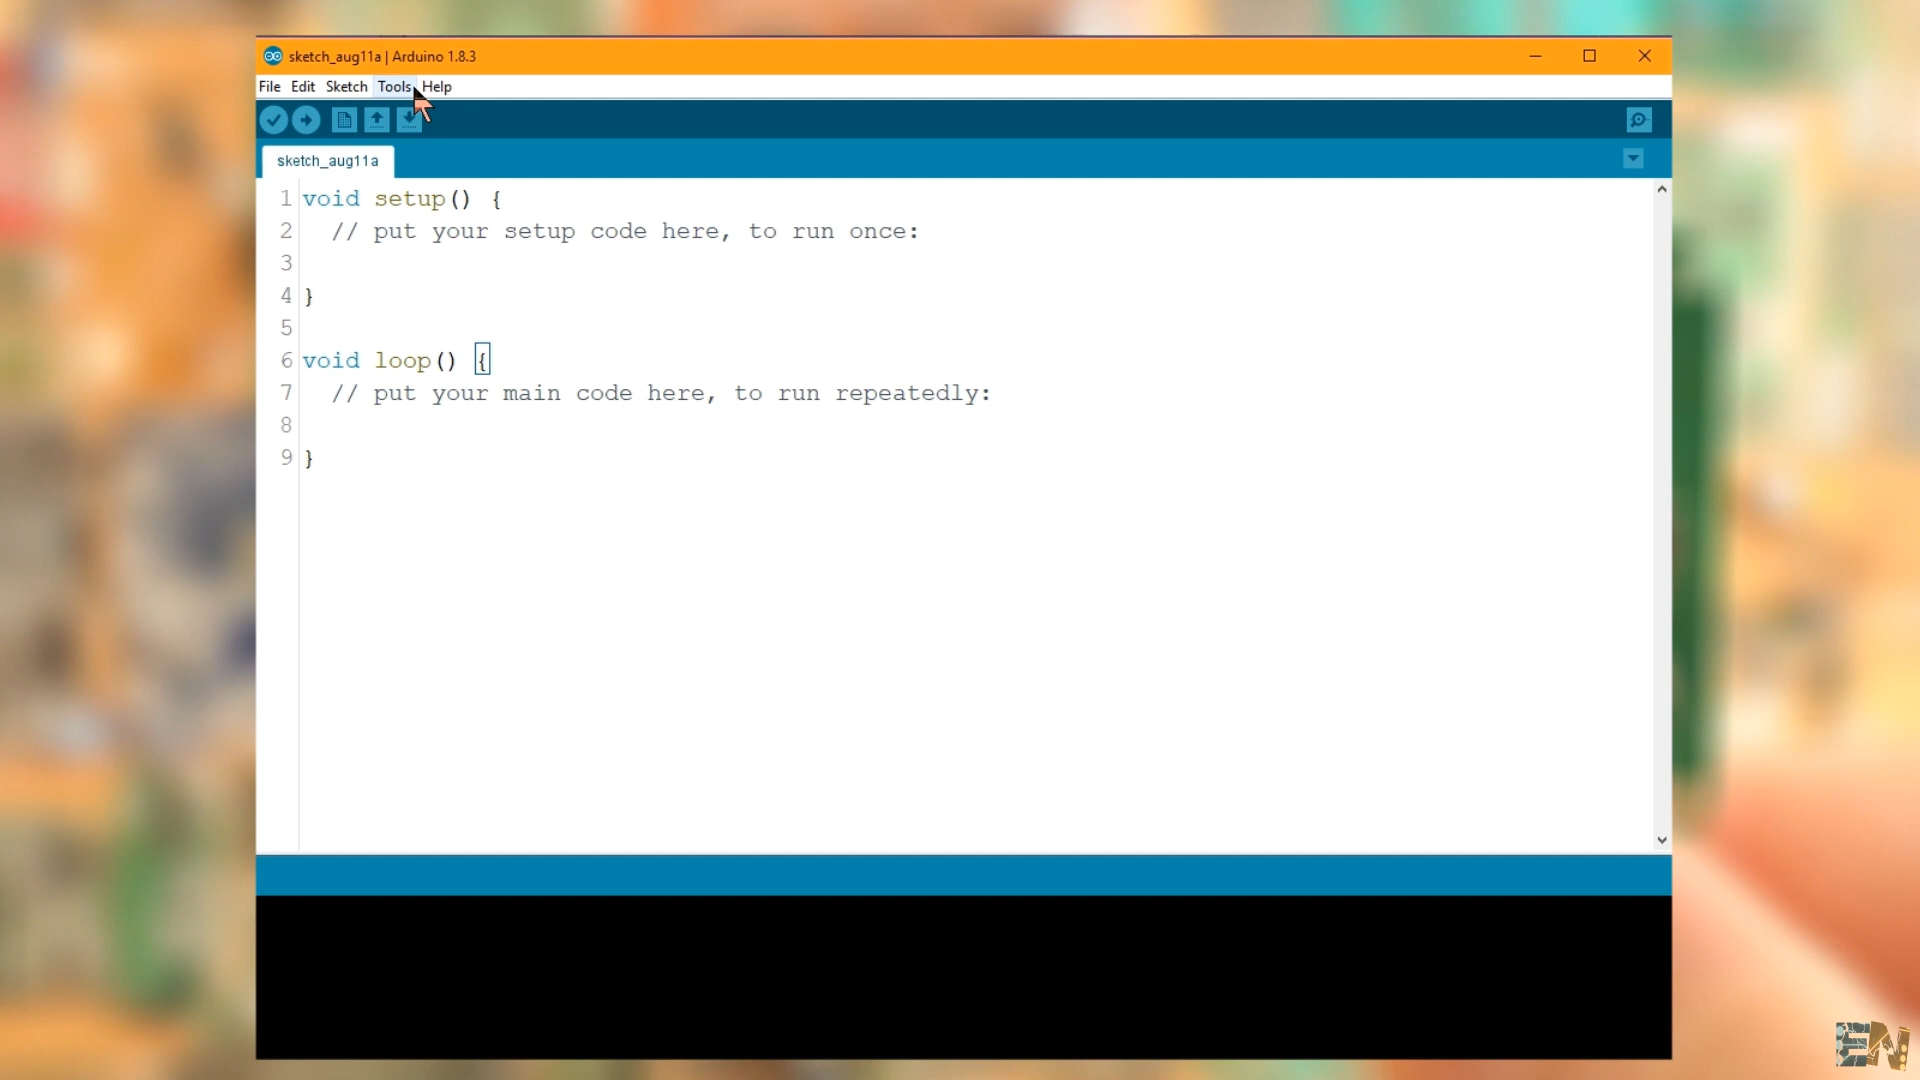 sketch_aug11a | Arduino 1.8.3
File Edit Sketch Tools Help
sketch_aug11a
1 void setup() {
2   // put your setup code here, to run once:
3
4 }
5
6 void loop() {
7   // put your main code here, to run repeatedly:
8
9 }
EN